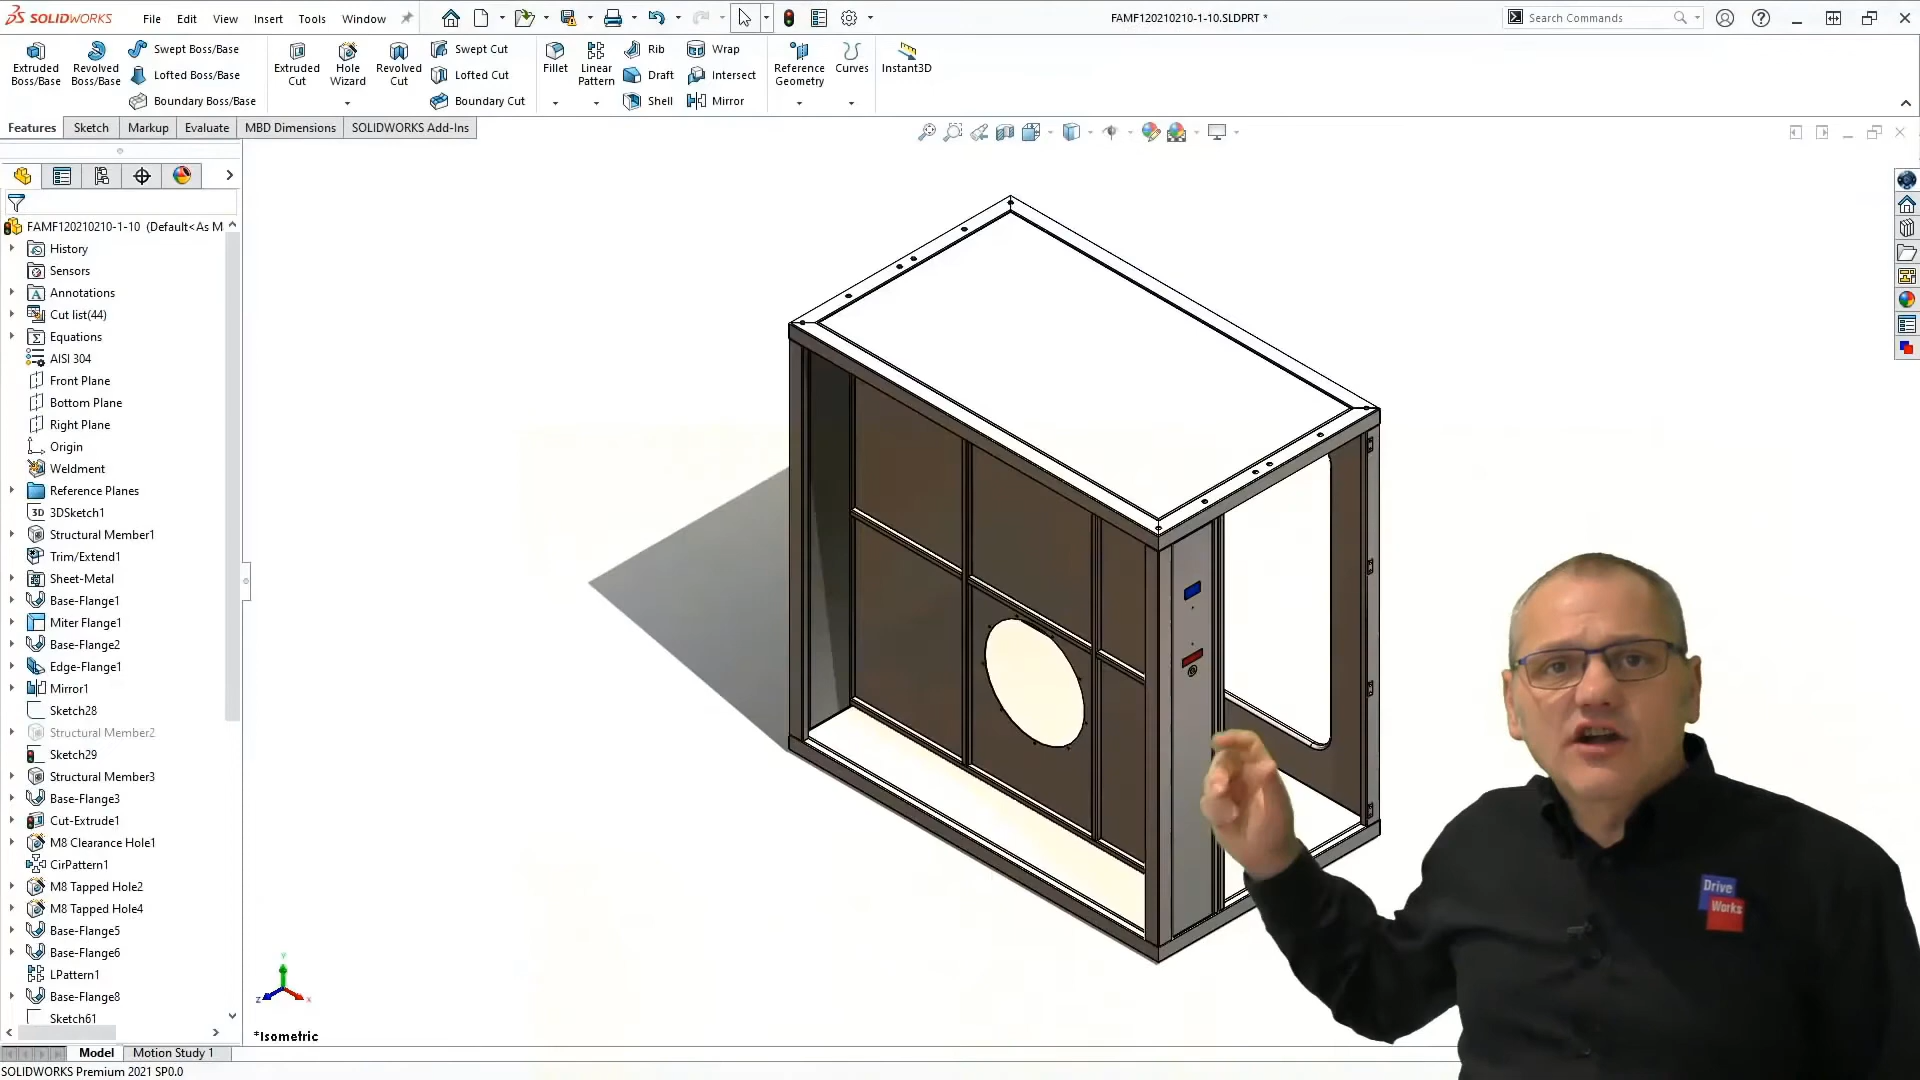 SOLIDWORKS File Edit View Insert Tools Window FAMF120210210-1-10.SLDPRT * Search Commands
Extruded Boss/Base
Revolved Boss/Base
Swept Boss/Base
Lofted Boss/Base
Boundary Boss/Base
Extruded Cut
Hole Wizard
Revolved Cut
Swept Cut
Lofted Cut
Boundary Cut
Fillet
Linear Pattern
Rib
Draft
Shell
Wrap
Intersect
Mirror
Reference Geometry
Curves
Instant3D
Features Sketch Markup Evaluate MBD Dimensions SOLIDWORKS Add-Ins
FAMF120210210-1-10 (Default<As M
History
Sensors
Annotations
Cut list(44)
Equations
AISI 304
Front Plane
Bottom Plane
Right Plane
Origin
Weldment
Reference Planes
3DSketch1
Structural Member1
Trim/Extend1
Sheet-Metal
Base-Flange1
Miter Flange1
Base-Flange2
Edge-Flange1
Mirror1
Sketch28
Structural Member2
Sketch29
Structural Member3
Base-Flange3
Cut-Extrude1
M8 Clearance Hole1
CirPattern1
M8 Tapped Hole2
M8 Tapped Hole4
Base-Flange5
Base-Flange6
LPattern1
Base-Flange8
Sketch61
Y
Z
X
*Isometric
Drive
Works
Model Motion Study 1
SOLIDWORKS Premium 2021 SP0.0